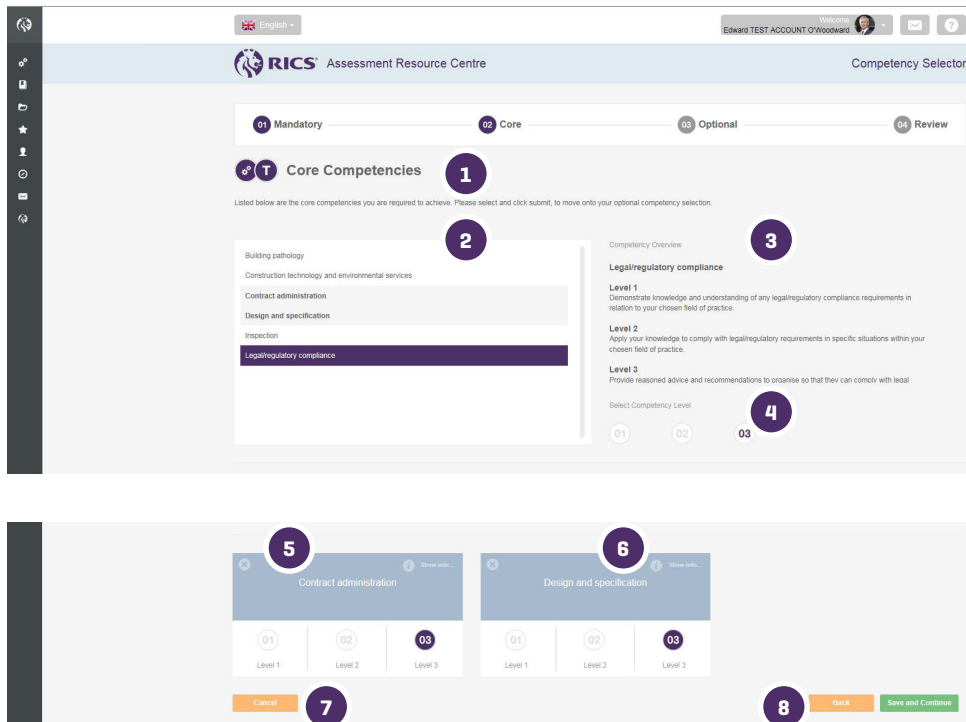 English
Welcome
Edward TEST ACCOUNT O'Woodward
?
RICS Assessment Resource Centre
Competency Selector
01 Mandatory
02 Core
03 Optional
04 Review
T Core Competencies
1
Listed below are the core competencies you are required to achieve. Please select and click submit, to move onto your optional competency selection.
2
3
Building pathology
Construction technology and environmental services
Contract administration
Design and specification
Inspection
Legal/regulatory compliance
Competency Overview
Legal/regulatory compliance
Level 1
Demonstrate knowledge and understanding of any legal/regulatory compliance requirements in
relation to your chosen field of practice.
Level 2
Apply your knowledge to comply with legal/regulatory requirements in specific situations within your
chosen field of practice.
Level 3
Provide reasoned advice and recommendations to organise so that they can comply with legal
Select Competency Level
4
01 02 03
5
6
i Show info...
Contract administration
01 02 03
Level 1 Level 2 Level 3
i Show info...
Design and specification
01 02 03
Level 1 Level 2 Level 3
Cancel
7
8
Back
Save and Continue